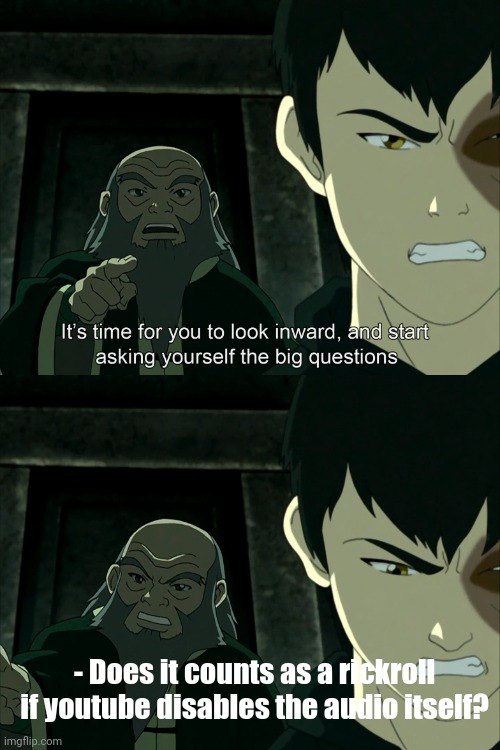 It's time for you to look inward, and start
asking yourself the big questions
- Does it counts as a rickroll
if youtube disables the audio itself?
imgflip.com